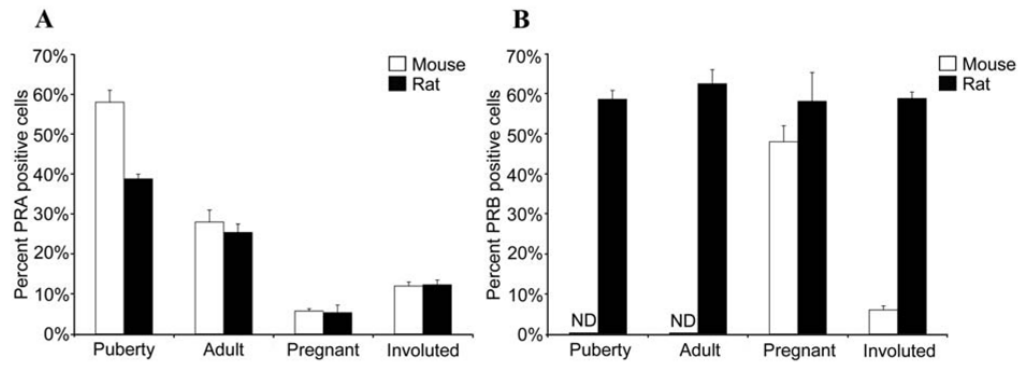 A
Percent PRA positive cells
70%
60%
50%
40%
30%
20%
10%
0%
Mouse
Rat
Puberty Adult Pregnant Involuted
B
Percent PRB positive cells
70%
60%
50%
40%
30%
20%
10%
0%
Mouse
Rat
ND ND
Puberty Adult Pregnant Involuted